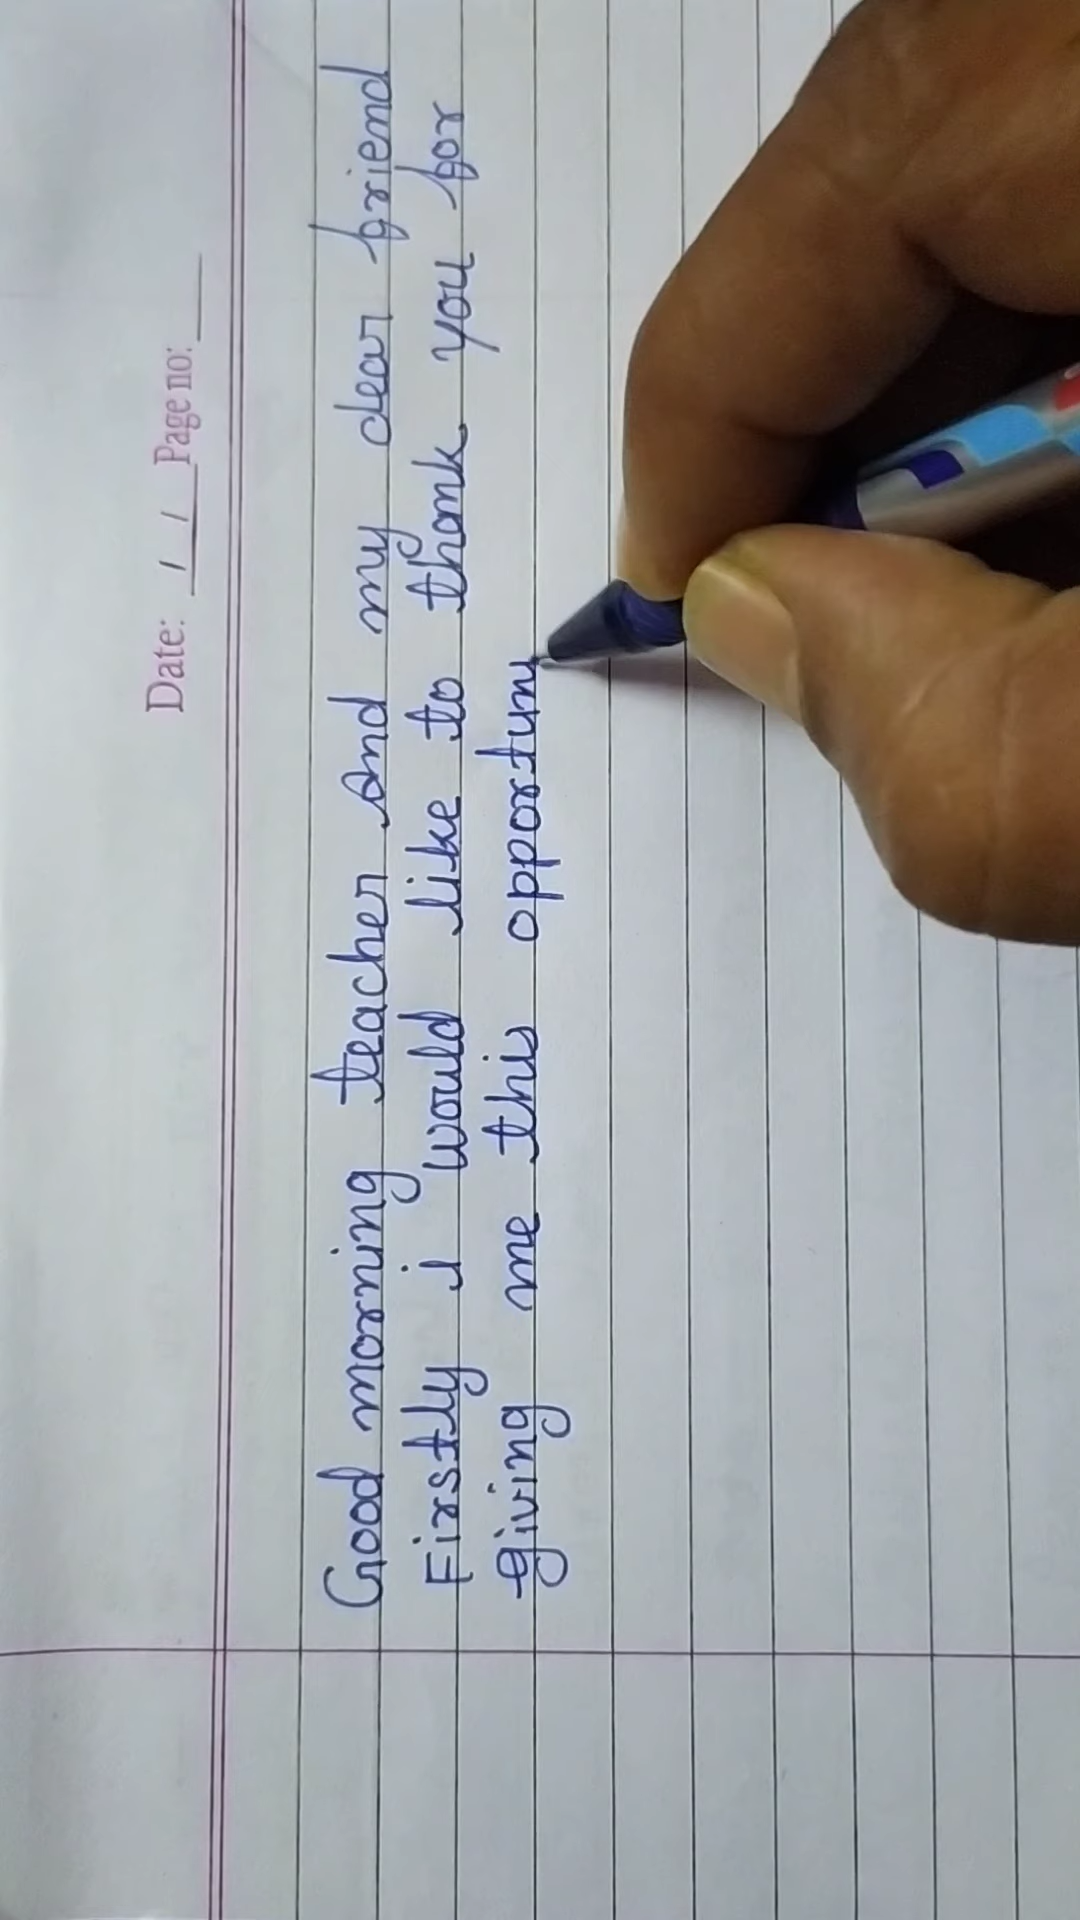 Date: / / Page no:
Good morning teacher and my dear friend
Firstly i would like to thank you for
giving me this opportun